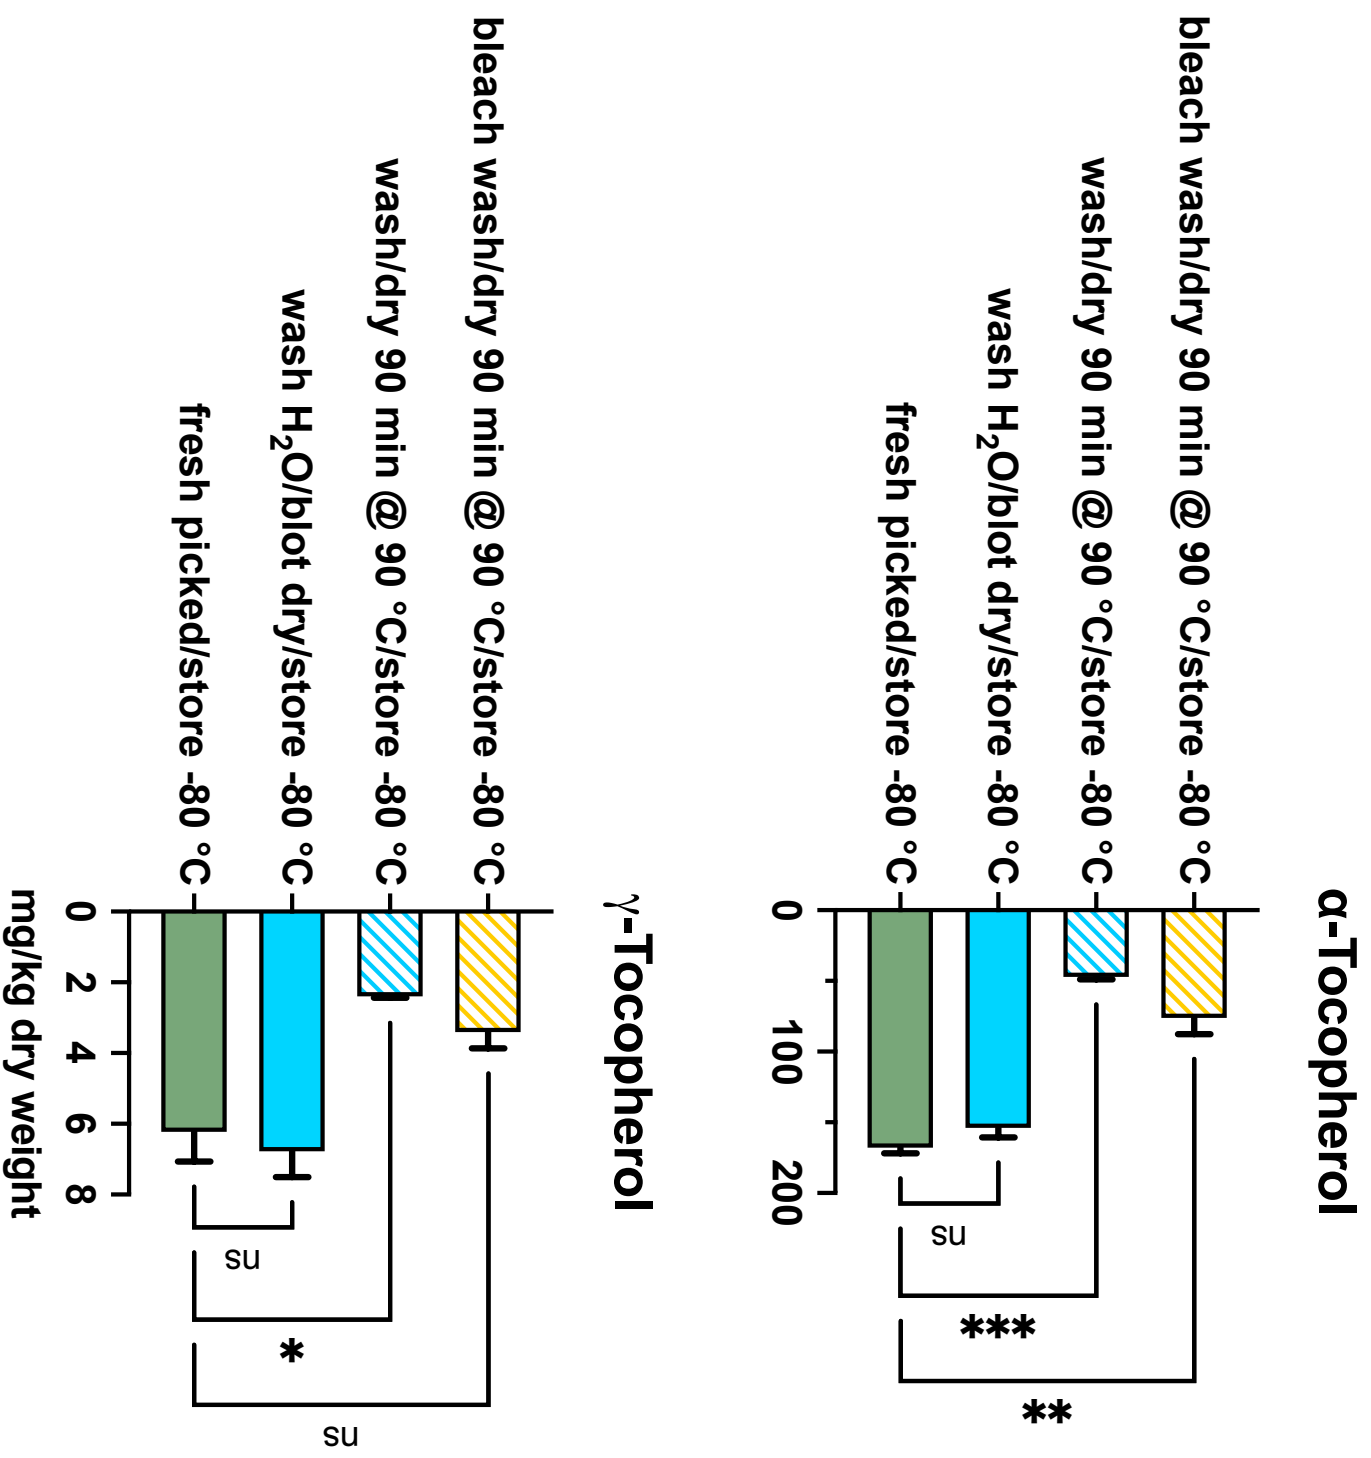 α-Tocopherol
bleach wash/dry 90 min @ 90 °C/store -80 °C
wash/dry 90 min @ 90 °C/store -80 °C
wash H₂O/blot dry/store -80 °C
fresh picked/store -80 °C
0
100
200
ns
***
**
γ-Tocopherol
bleach wash/dry 90 min @ 90 °C/store -80 °C
wash/dry 90 min @ 90 °C/store -80 °C
wash H₂O/blot dry/store -80 °C
fresh picked/store -80 °C
0
2
4
6
8
ns
*
ns
mg/kg dry weight